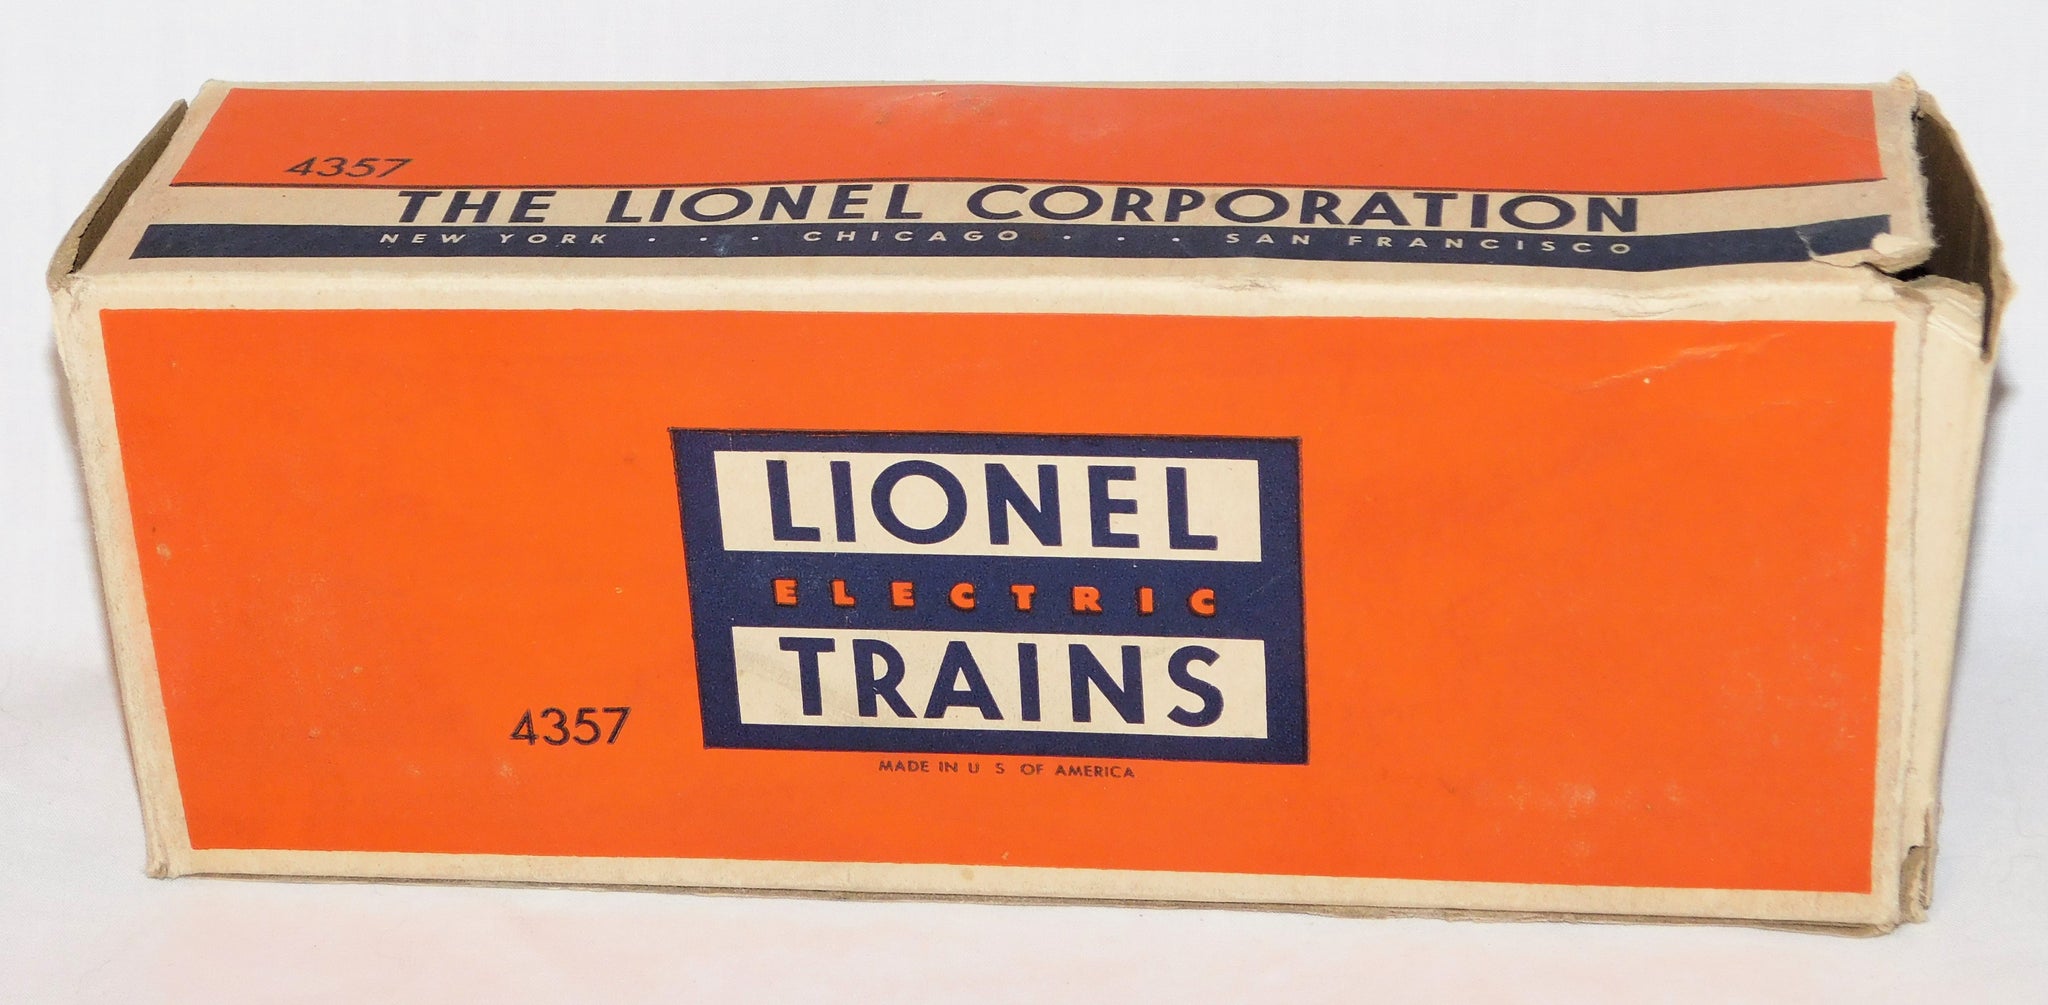 4357
THE LIONEL CORPORATION
NEW YORK . . . CHICAGO . . . SAN FRANCISCO
LIONEL
ELECTRIC
TRAINS
4357
MADE IN U S OF AMERICA